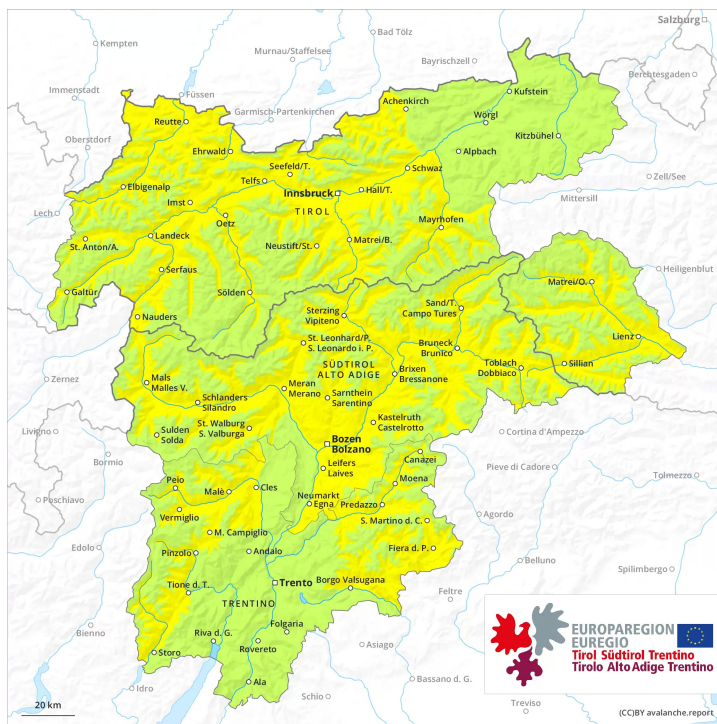 Salzburg
Kempten
Bad Tölz
Murnau/Staffelsee
Bayrischzell
Berchtesgaden
Immenstadt
Füssen
Garmisch-Partenkirchen
Achenkirch
Kufstein
Reutte
Wörgl
Kitzbühel
Oberstdorf
Ehrwald
Seefeld/T.
Alpbach
Telfs
Schwaz
Zell/See
Elbigenalp
Innsbruck
Hall/T.
Mittersill
Imst
TIROL
Lech
Oetz
Mayrhofen
Landeck
St. Anton/A.
Neustift/St.
Matrei/B.
Serfaus
Heiligenblut
Galtür
Sölden
Matrei/O.
Nauders
Sterzing
Vipiteno
Sand/T.
Campo Tures
Lienz
St. Leonhard/P.
S. Leonardo i. P.
Bruneck
Brunico
Sillian
SÜDTIROL
ALTO ADIGE
Toblach
Dobbiaco
Zernez
Mals
Malles V.
Meran
Merano
Brixen
Bressanone
Schlanders
Silandro
Sarnthein
Sarentino
Livigno
St. Walburg
S. Valburga
Kastelruth
Castelrotto
Sulden
Solda
Cortina d'Ampezzo
Bozen
Bolzano
Bormio
Canazei
Pieve di Cadore
Leifers
Laives
Tolmezzo
Peio
Moena
Poschiavo
Malè
Cles
Neumarkt
Egna
Predazzo
Vermiglio
Agordo
S. Martino d. C.
M. Campiglio
Edolo
Pinzolo
Andalo
Fiera d. P.
Belluno
Spilimbergo
Tione d. T.
Trento
Borgo Valsugana
Feltre
TRENTINO
Folgaria
Bienno
Riva d. G.
Rovereto
Asiago
Storo
Bassano d. G.
Ala
Idro
Schio
Treviso
EUROPAREGION
EUREGIO
Tirol Südtirol Trentino
Tirolo Alto Adige Trentino
20 km
(CC)BY avalanche.report